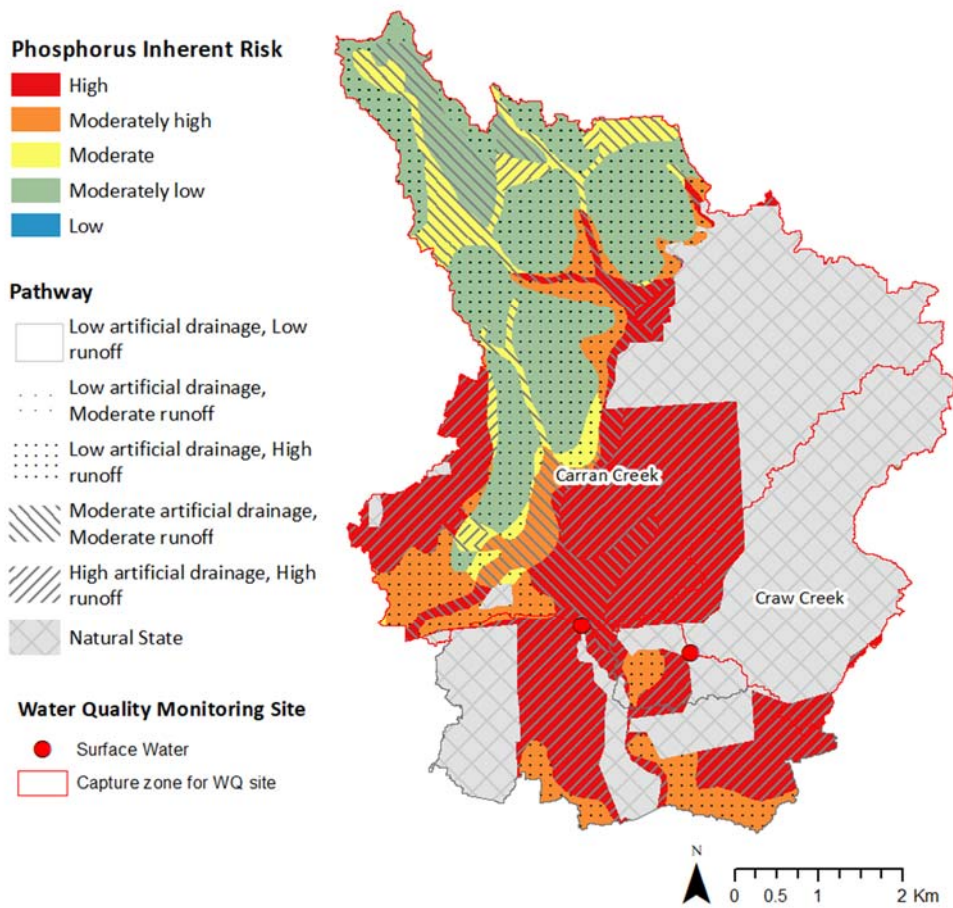 Phosphorus Inherent Risk
High
Moderately high
Moderate
Moderately low
Low
Pathway
Low artificial drainage, Low
runoff
Low artificial drainage,
Moderate runoff
Low artificial drainage, High
runoff
Moderate artificial drainage,
Moderate runoff
High artificial drainage, High
runoff
Natural State
Water Quality Monitoring Site
Surface Water
Capture zone for WQ site
Carran Creek
Craw Creek
N
0 0.5 1 2 Km